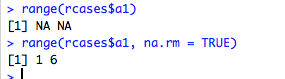 > range(rcases$a1)
[1] NA NA
> range(rcases$a1, na.rm = TRUE)
[1] 1 6
>